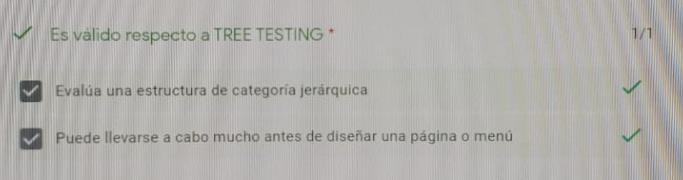 Es válido respecto a TREE TESTING *
1/1
Evalúa una estructura de categoría jerárquica
Puede llevarse a cabo mucho antes de diseñar una página o menú